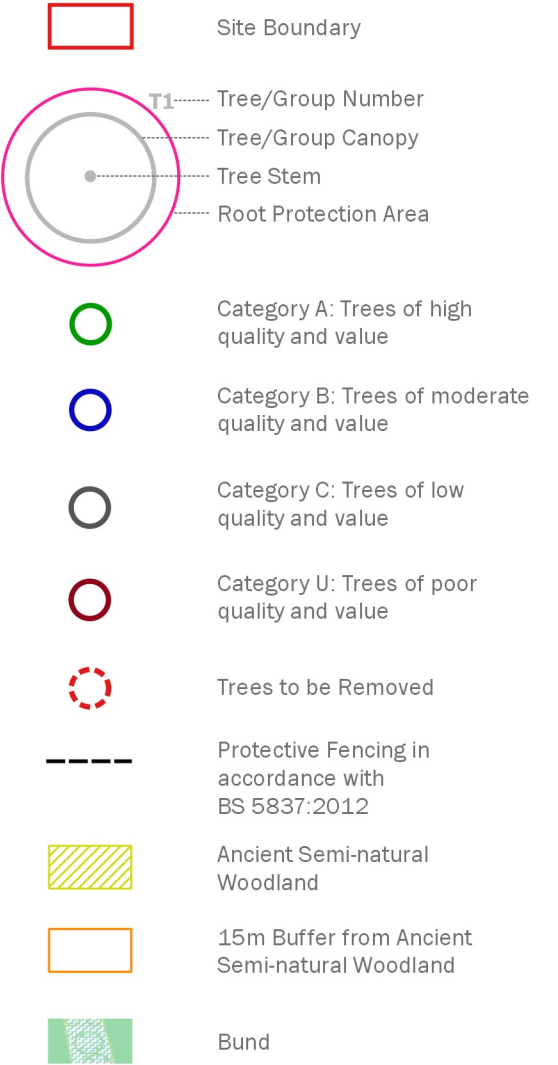 Site Boundary
T1
Tree/Group Number
Tree/Group Canopy
Tree Stem
Root Protection Area
Category A: Trees of high
quality and value
Category B: Trees of moderate
quality and value
Category C: Trees of low
quality and value
Category U: Trees of poor
quality and value
Trees to be Removed
Protective Fencing in
accordance with
BS 5837:2012
Ancient Semi-natural
Woodland
15m Buffer from Ancient
Semi-natural Woodland
Bund